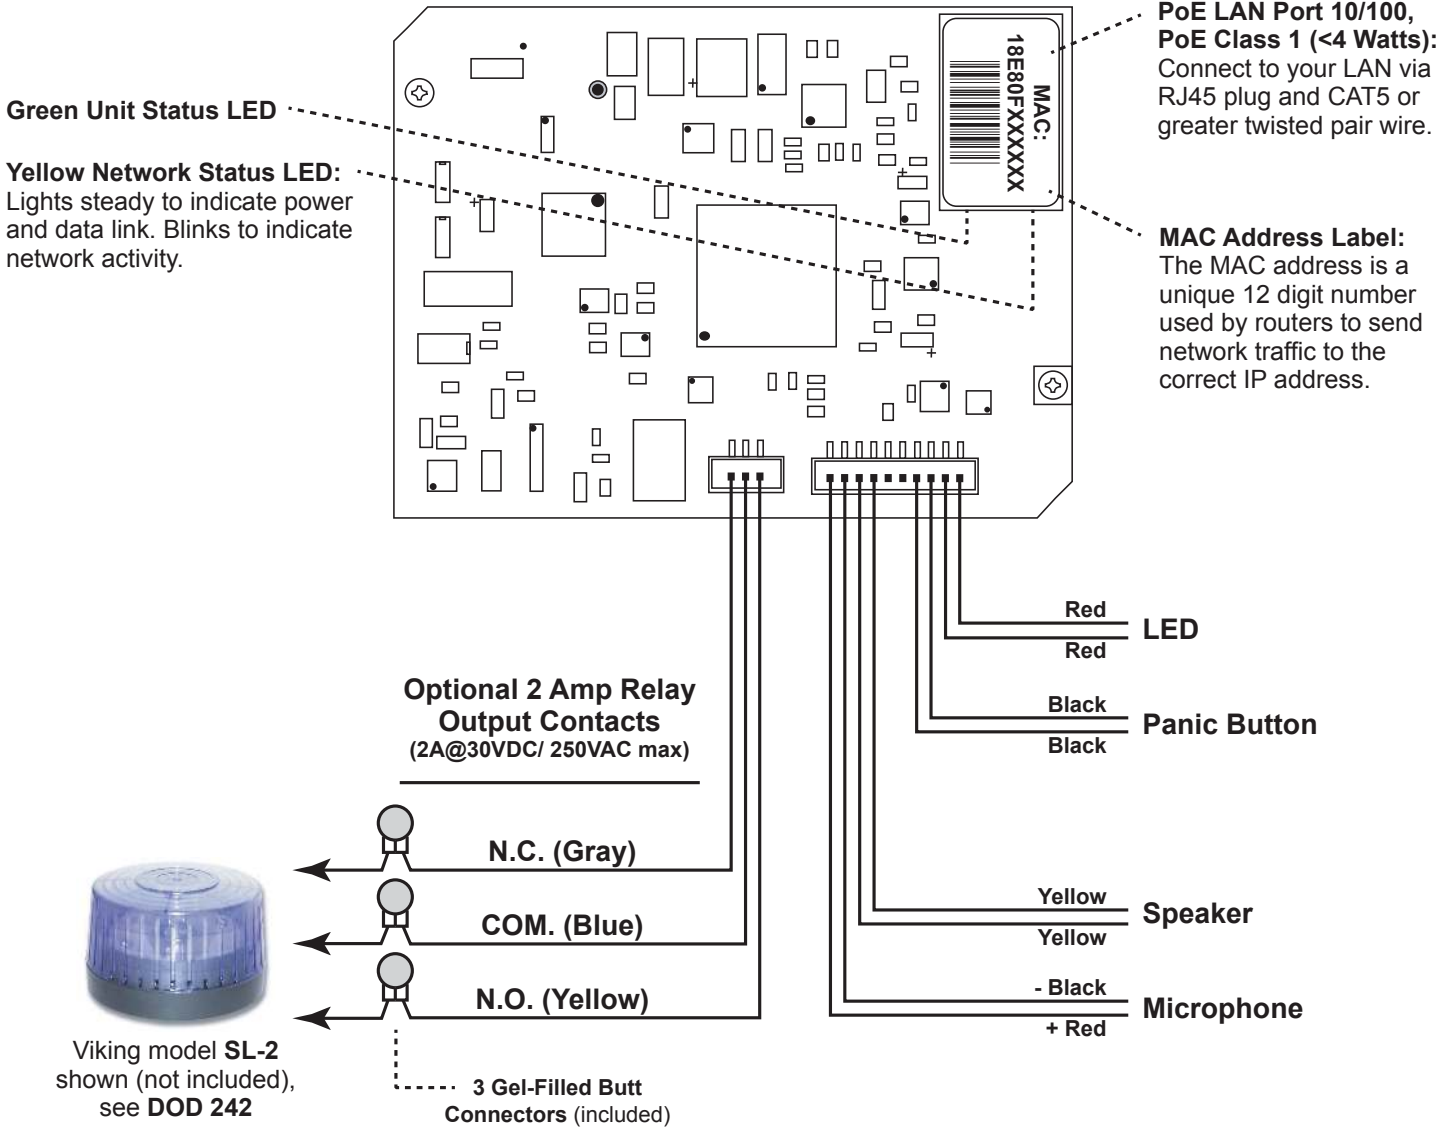 PoE LAN Port 10/100,
PoE Class 1 (<4 Watts):
Connect to your LAN via
RJ45 plug and CAT5 or
greater twisted pair wire.
Green Unit Status LED
Yellow Network Status LED:
Lights steady to indicate power
and data link. Blinks to indicate
network activity.
MAC:
18E80FXXXXXX
MAC Address Label:
The MAC address is a
unique 12 digit number
used by routers to send
network traffic to the
correct IP address.
Red
LED
Red
Optional 2 Amp Relay
Output Contacts
(2A@30VDC/ 250VAC max)
Black
Panic Button
Black
N.C. (Gray)
COM. (Blue)
N.O. (Yellow)
Yellow
Speaker
Yellow
- Black
Microphone
+ Red
Viking model SL-2
shown (not included),
see DOD 242
3 Gel-Filled Butt
Connectors (included)